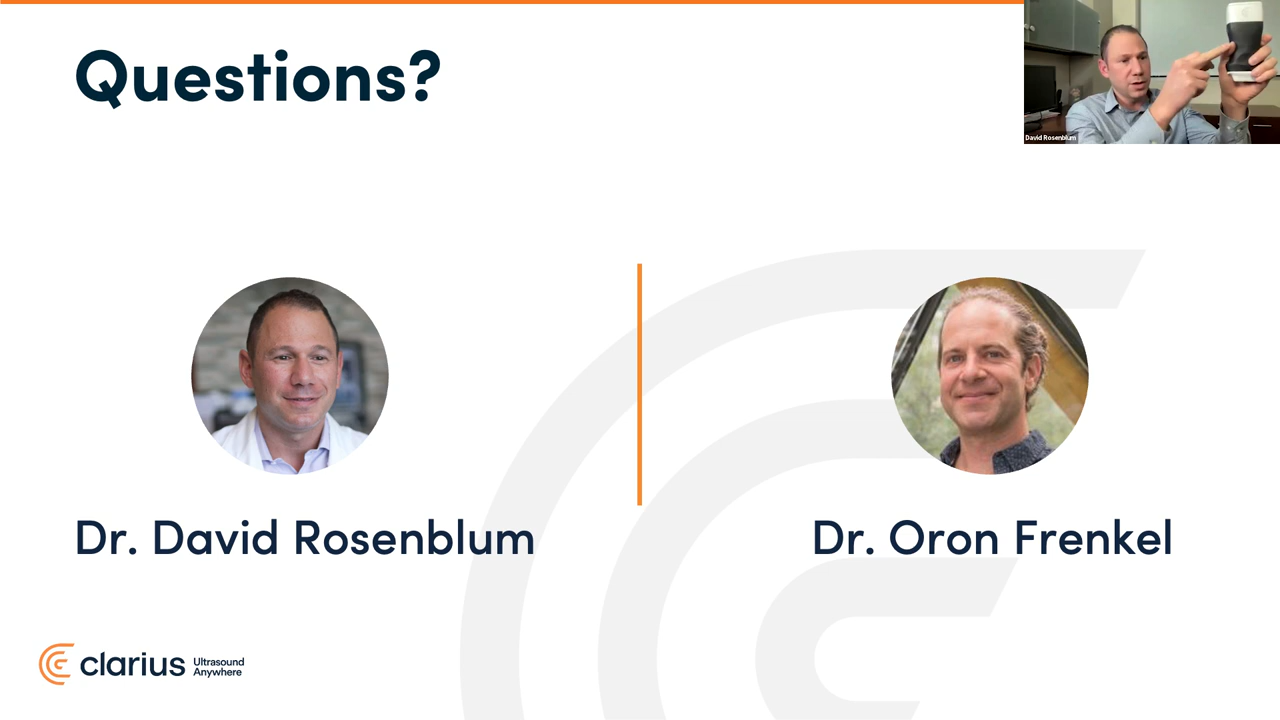 Questions?
David Rosenblum
Dr. David Rosenblum
Dr. Oron Frenkel
clarius
Ultrasound
Anywhere